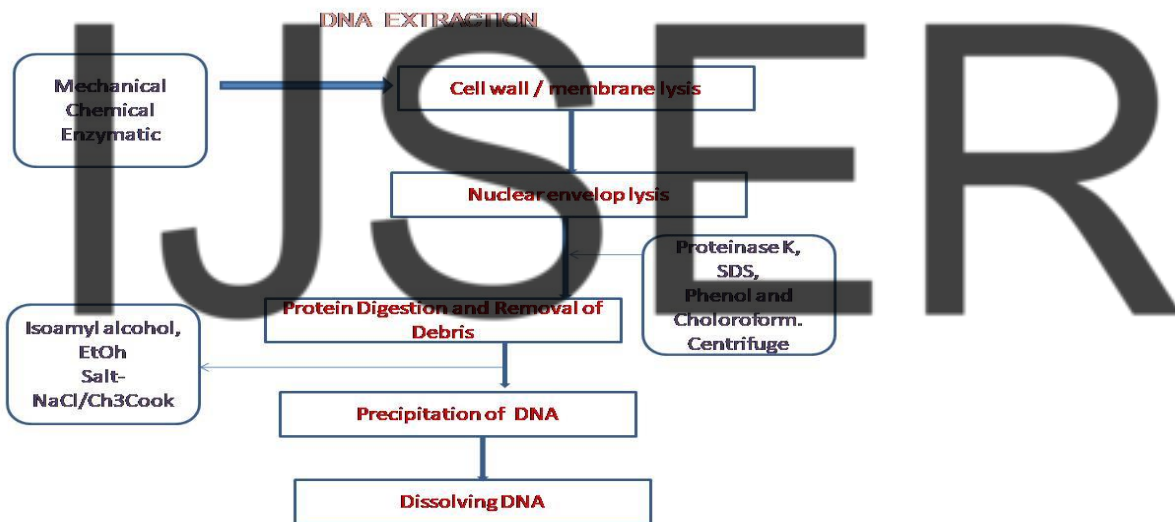 DNA EXTRACTION
IJSER
Mechanical
Chemical
Enzymatic
Cell wall / membrane lysis
Nuclear envelop lysis
Proteinase K,
SDS,
Phenol and
Choloroform.
Centrifuge
Protein Digestion and Removal of
Debris
Isoamyl alcohol,
EtOh
Salt-
NaCl/Ch3Cook
Precipitation of DNA
Dissolving DNA